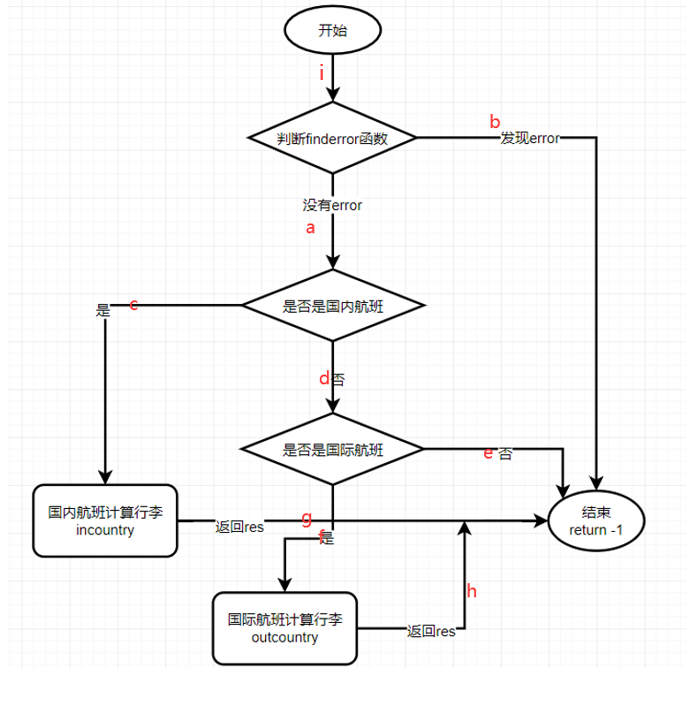 开始
i
判断finderror函数
b
发现error
没有error
a
是否是国内航班
是
c
d
否
是否是国际航班
e
否
国内航班计算行李
incountry
返回res
g
f
是
结束
return -1
国际航班计算行李
outcountry
返回res
h